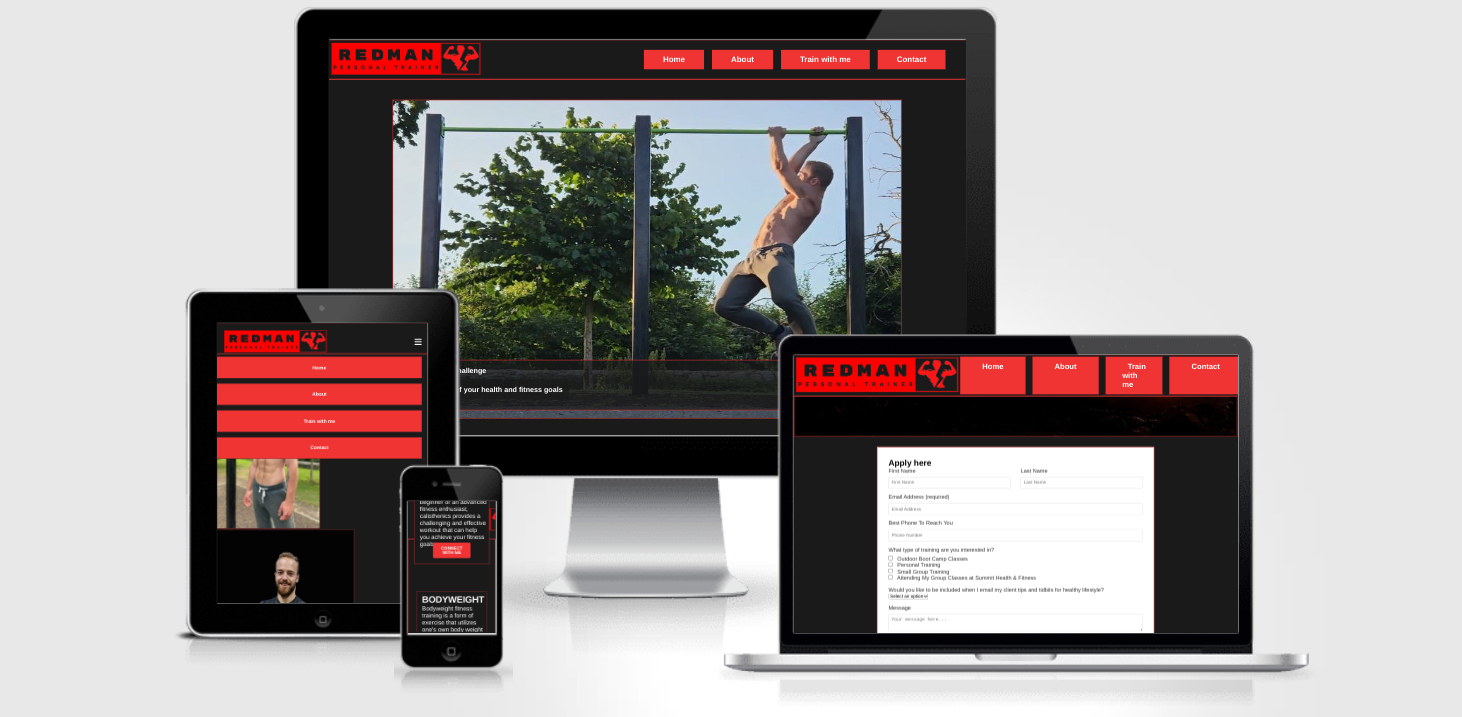 REDMAN
PERSONAL TRAINER
Home
About
Train with me
Contact
hallenge
f your health and fitness goals
REDMAN
PERSONAL TRAINER
Home
About
Train with me
Contact
beginner or an advanced
fitness enthusiast,
calisthenics provides a
challenging and effective
workout that can help
you achieve your fitness
goals
CONNECT
WITH ME
BODYWEIGHT
Bodyweight fitness
training is a form of
exercise that utilizes
one's own body weight
REDMAN
PERSONAL TRAINER
Home
About
Train
with
me
Contact
Apply here
First Name
Last Name
First Name
Last Name
Email Address (required)
Email Address
Best Phone To Reach You
Phone Number
What type of training are you interested in?
Outdoor Boot Camp Classes
Personal Training
Small Group Training
Attending My Group Classes at Summit Health & Fitness
Would you like to be included when I email my client tips and tidbits for healthy lifestyle?
Select an option
Message
Your message here...